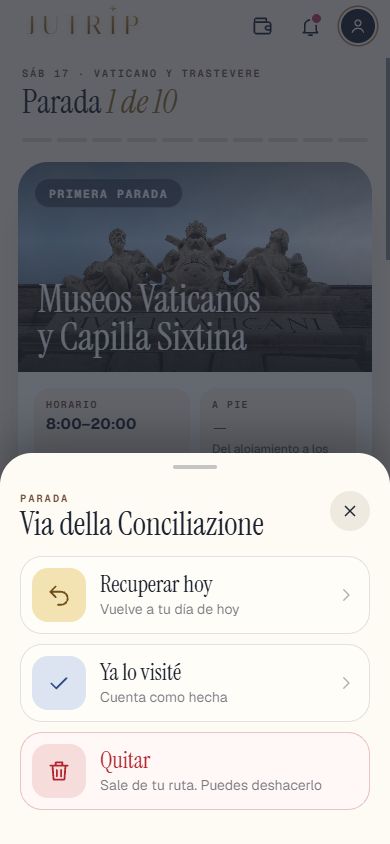 JUTRIP
SÁB 17 · VATICANO Y TRASTEVERE
Parada 1 de 10
PRIMERA PARADA
Museos Vaticanos
y Capilla Sixtina
HORARIO
8:00–20:00
A PIE
—
Del alojamiento a los
PARADA
Via della Conciliazione
Recuperar hoy
Vuelve a tu día de hoy
Ya lo visité
Cuenta como hecha
Quitar
Sale de tu ruta. Puedes deshacerlo